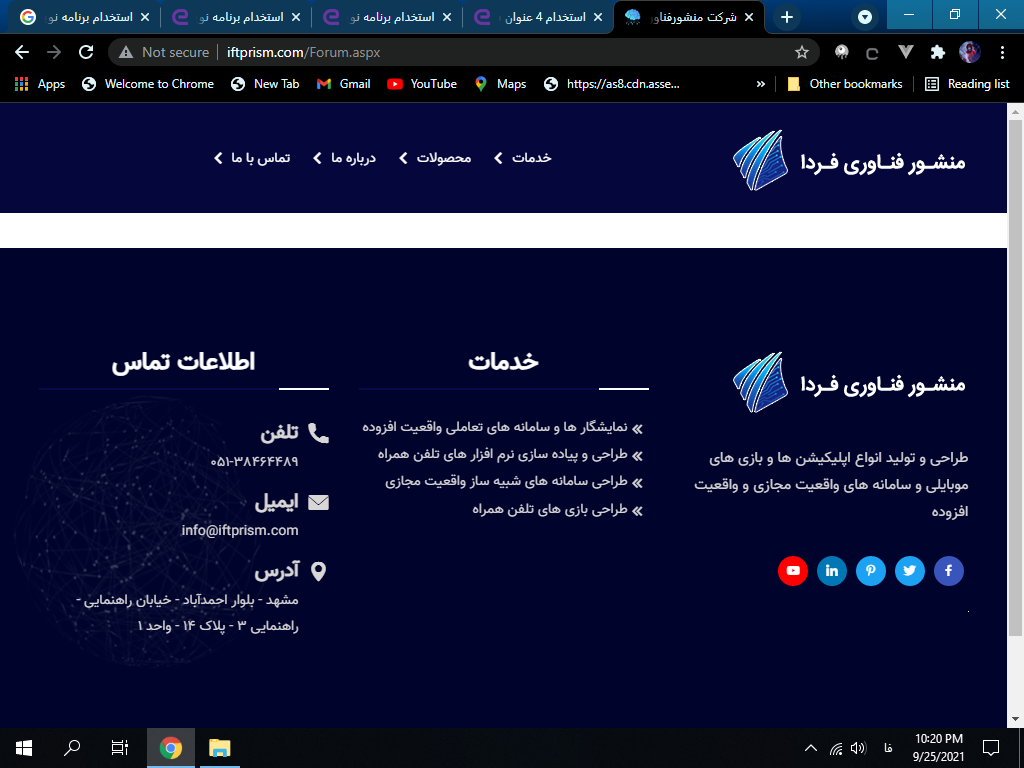 استخدام برنامه نو
استخدام برنامه نو
استخدام برنامه نو
استخدام 4 عنوان
شرکت منشورفناور
Not secure
iftprism.com/Forum.aspx
Apps
Welcome to Chrome
New Tab
Gmail
YouTube
Maps
https://as8.cdn.asse...
»
Other bookmarks
Reading list
منشـور فنـاوری فـردا
خدمات
محصولات
درباره ما
تماس با ما
منشـور فنـاوری فـردا
طراحی و تولید انواع اپلیکیشن ها و بازی های
موبایلی و سامانه های واقعیت مجازی و واقعیت
افزوده
.
خدمات
نمایشگار ها و سامانه های تعاملی واقعیت افزوده
طراحی و پیاده سازی نرم افزار های تلفن همراه
طراحی سامانه های شبیه ساز واقعیت مجازی
طراحی بازی های تلفن همراه
اطلاعات تماس
تلفن
۰۵۱-۳۸۴۶۴۴۸۹
ایمیل
info@iftprism.com
آدرس
مشهد - بلوار احمدآباد - خیابان راهنمایی -
راهنمایی ۳ - پلاک ۱۴ - واحد ۱
فا
10:20 PM
9/25/2021